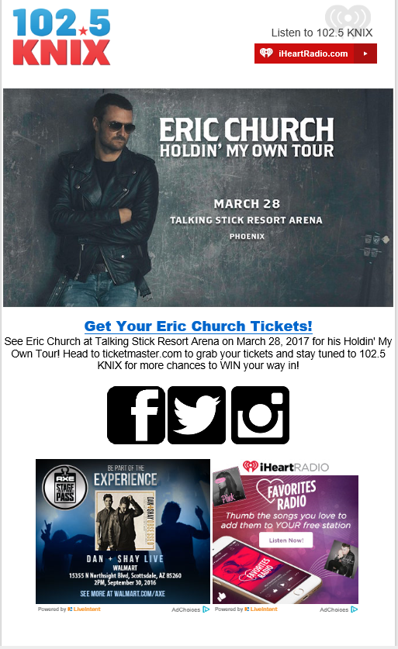 102.5
KNIX
Listen to 102.5 KNIX
iHeartRadio.com
ERIC CHURCH
HOLDIN' MY OWN TOUR
MARCH 28
TALKING STICK RESORT ARENA
PHOENIX
Get Your Eric Church Tickets!
See Eric Church at Talking Stick Resort Arena on March 28, 2017 for his Holdin' My
Own Tour! Head to ticketmaster.com to grab your tickets and stay tuned to 102.5
KNIX for more chances to WIN your way in!
AXE
STAGE
PASS
BE PART OF THE
EXPERIENCE
DAN + SHAY LIVE
WALMART
15355 N Northsight Blvd, Scottsdale, AZ 85260
2PM, September 30, 2016
SEE MORE AT WALMART.COM/AXE
Powered by LiveIntent
AdChoices
iHeartRADIO
FAVORITES
RADIO
Thumb the songs you love to
add them to YOUR free station
Listen Now!
FAVORITES
RADIO
Powered by LiveIntent
AdChoices